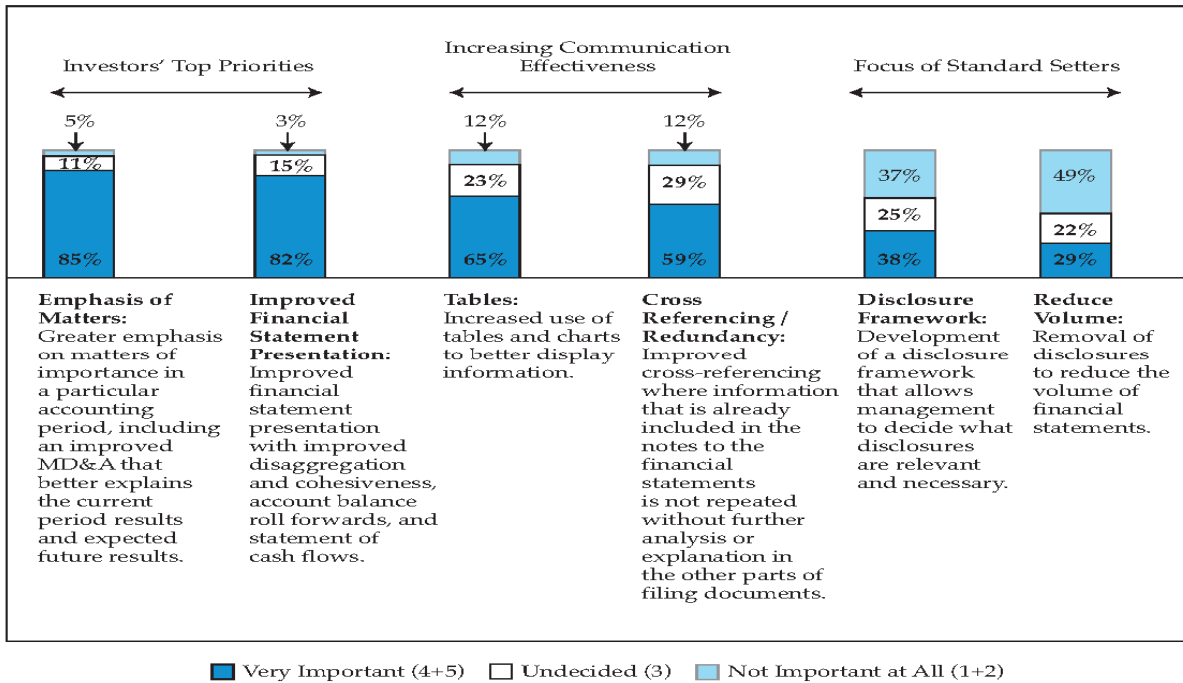 Investors' Top Priorities
Increasing Communication
Effectiveness
Focus of Standard Setters
5%
3%
12%
12%
11%
15%
23%
29%
37%
49%
25%
22%
85%
82%
65%
59%
38%
29%
Emphasis of
Matters:
Greater emphasis
on matters of
importance in
a particular
accounting
period, including
an improved
MD&A that
better explains
the current
period results
and expected
future results.
Improved
Financial
Statement
Presentation:
Improved
financial
statement
presentation
with improved
disaggregation
and cohesiveness,
account balance
roll forwards, and
statement of
cash flows.
Tables:
Increased use of
tables and charts
to better display
information.
Cross
Referencing /
Redundancy:
Improved
cross-referencing
where information
that is already
included in the
notes to the
financial
statements
is not repeated
without further
analysis or
explanation in
the other parts of
filing documents.
Disclosure
Framework:
Development
of a disclosure
framework
that allows
management
to decide what
disclosures
are relevant
and necessary.
Reduce
Volume:
Removal of
disclosures
to reduce the
volume of
financial
statements.
Very Important (4+5)
Undecided (3)
Not Important at All (1+2)